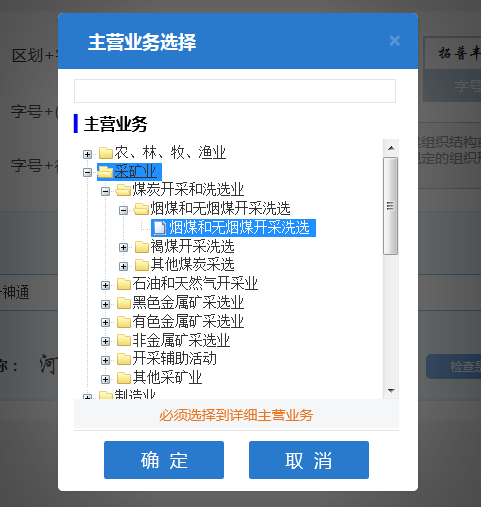 主营业务选择
×
区划+
拓普丰
字号
字号+(
字号+
组织结构
定的组织
主营业务
农、林、牧、渔业
采矿业
煤炭开采和洗选业
烟煤和无烟煤开采洗选
烟煤和无烟煤开采洗选
褐煤开采洗选
其他煤炭采选
石油和天然气开采业
黑色金属矿采选业
有色金属矿采选业
非金属矿采选业
开采辅助活动
其他采矿业
制造业
神通
你：
河
检查是
必须选择到详细主营业务
确 定
取 消